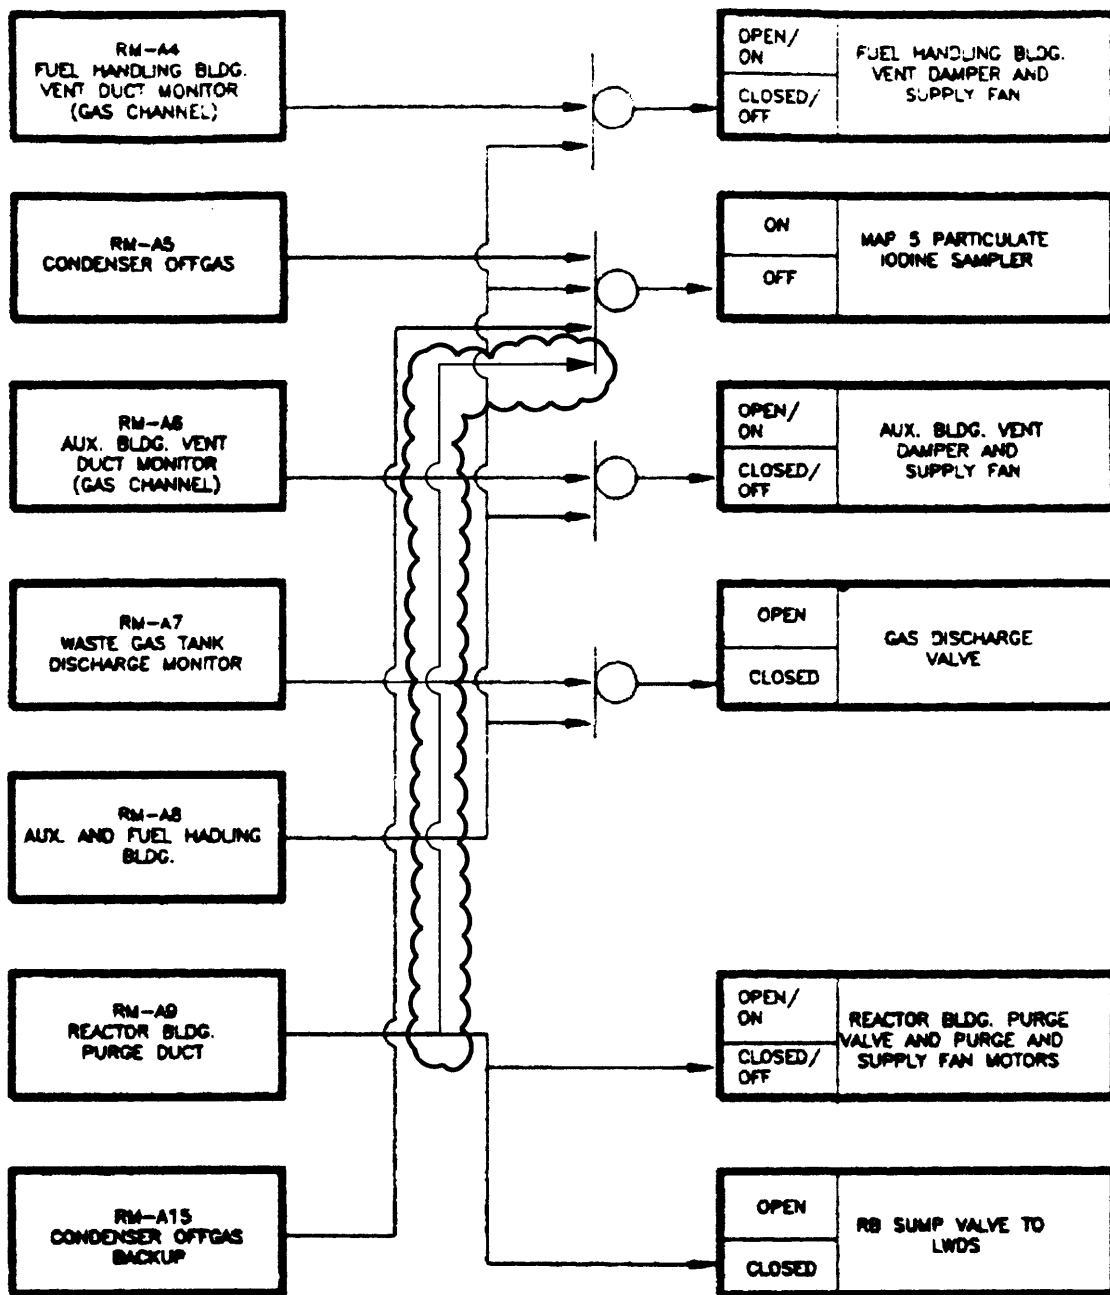 RM-A4
FUEL HANDLING BLDG.
VENT DUCT MONITOR
(GAS CHANNEL)
OPEN/
ON
CLOSED/
OFF
FUEL HANDLING BLDG.
VENT DAMPER AND
SUPPLY FAN
RM-A5
CONDENSER OFFGAS
ON
OFF
MAP 5 PARTICULATE
IODINE SAMPLER
RM-A6
AUX. BLDG. VENT
DUCT MONITOR
(GAS CHANNEL)
OPEN/
ON
CLOSED/
OFF
AUX. BLDG. VENT
DAMPER AND
SUPPLY FAN
RM-A7
WASTE GAS TANK
DISCHARGE MONITOR
OPEN
CLOSED
GAS DISCHARGE
VALVE
RM-A8
AUX. AND FUEL HADLING
BLDG.
RM-A9
REACTOR BLDG.
PURGE DUCT
OPEN/
ON
CLOSED/
OFF
REACTOR BLDG. PURGE
VALVE AND PURGE AND
SUPPLY FAN MOTORS
RM-A15
CONDENSER OFFGAS
BACKUP
OPEN
CLOSED
RB SUMP VALVE TO
LWDS